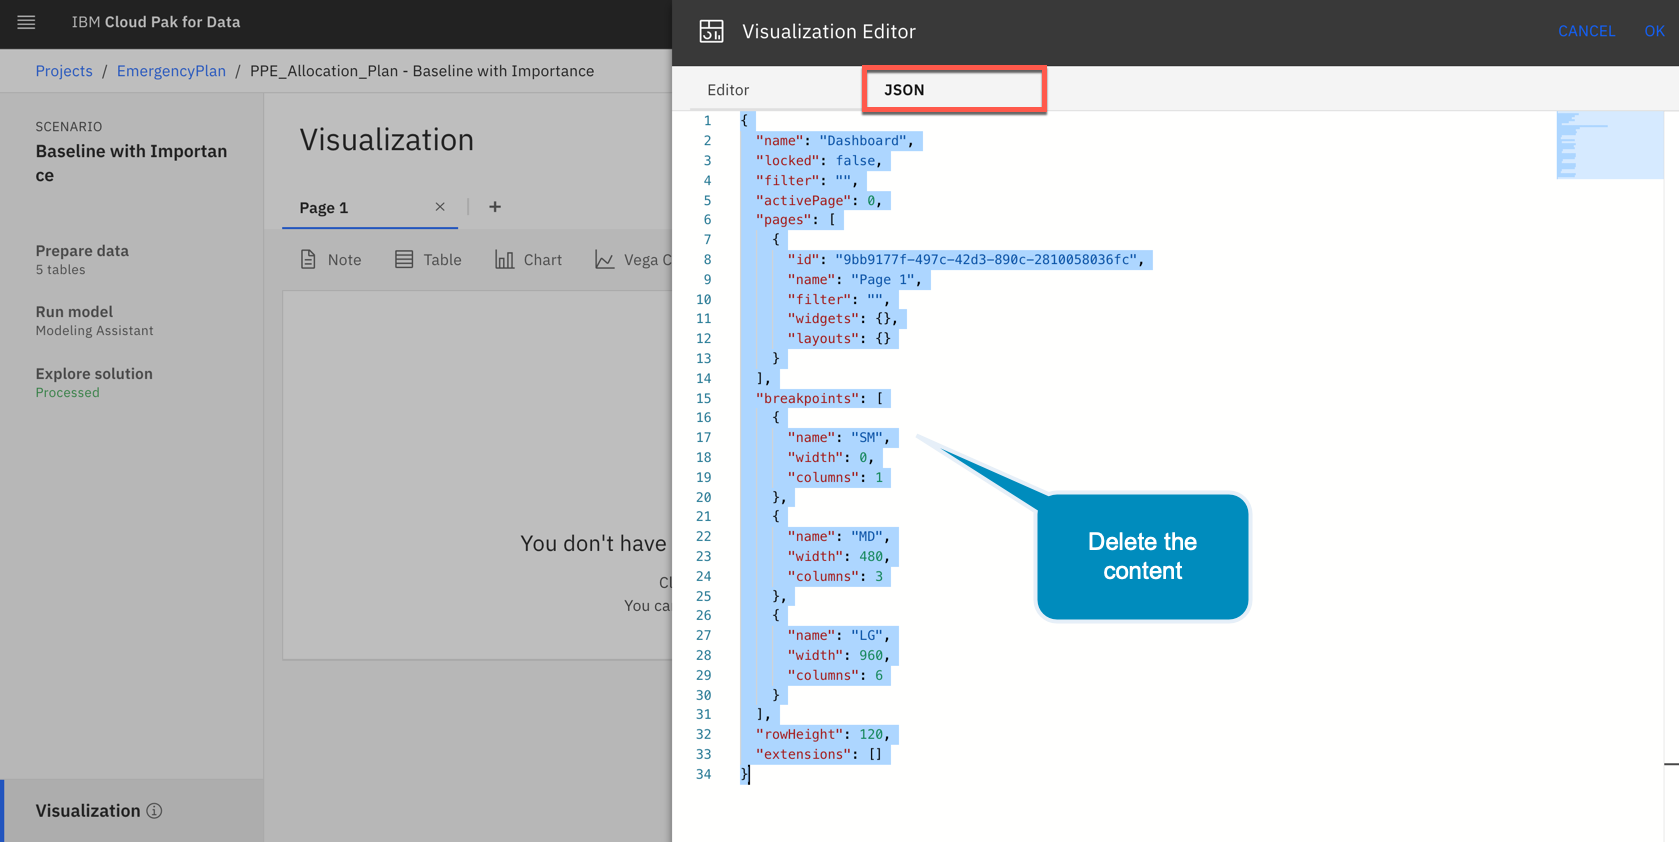 IBM Cloud Pak for Data
Projects / EmergencyPlan / PPE_Allocation_Plan - Baseline with Importance
SCENARIO
Baseline with Importan
ce
Prepare data
5 tables
Run model
Modeling Assistant
Explore solution
Processed
Visualization
Visualization
Page 1 × | +
Note Table Chart Vega C
You don't have
Cl
You ca
Visualization Editor
CANCEL OK
Editor JSON
1 {
2 "name": "Dashboard",
3 "locked": false,
4 "filter": "",
5 "activePage": 0,
6 "pages": [
7 {
8 "id": "9bb9177f-497c-42d3-890c-2810058036fc",
9 "name": "Page 1",
10 "filter": "",
11 "widgets": {},
12 "layouts": {}
13 }
14 ],
15 "breakpoints": [
16 {
17 "name": "SM",
18 "width": 0,
19 "columns": 1
20 },
21 {
22 "name": "MD",
23 "width": 480,
24 "columns": 3
25 },
26 {
27 "name": "LG",
28 "width": 960,
29 "columns": 6
30 }
31 ],
32 "rowHeight": 120,
33 "extensions": []
34 }
Delete the
content